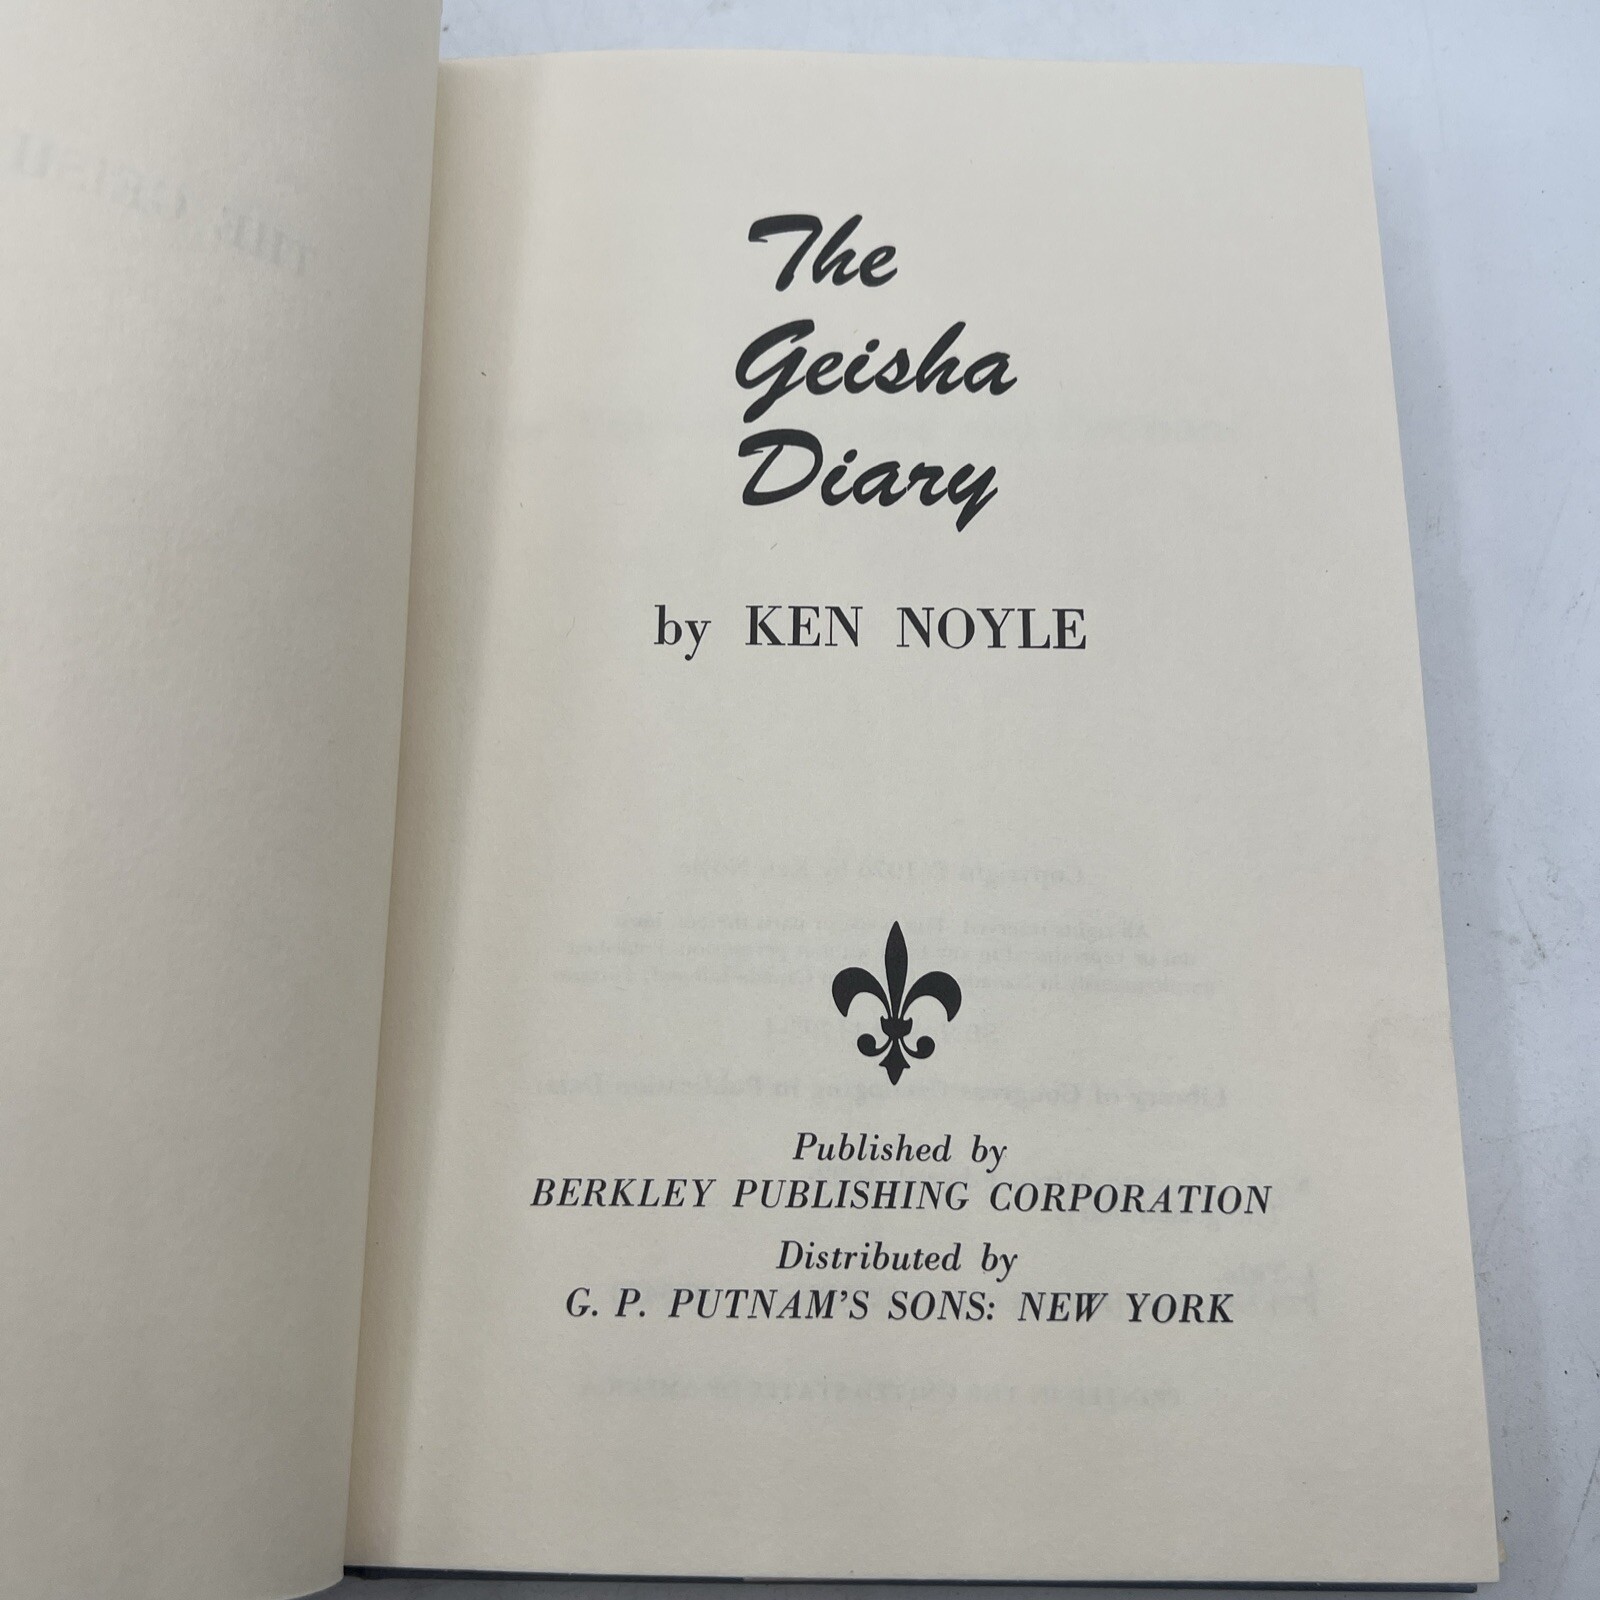 The
Geisha
Diary
by KEN NOYLE
Published by
BERKLEY PUBLISHING CORPORATION
Distributed by
G. P. PUTNAM'S SONS: NEW YORK